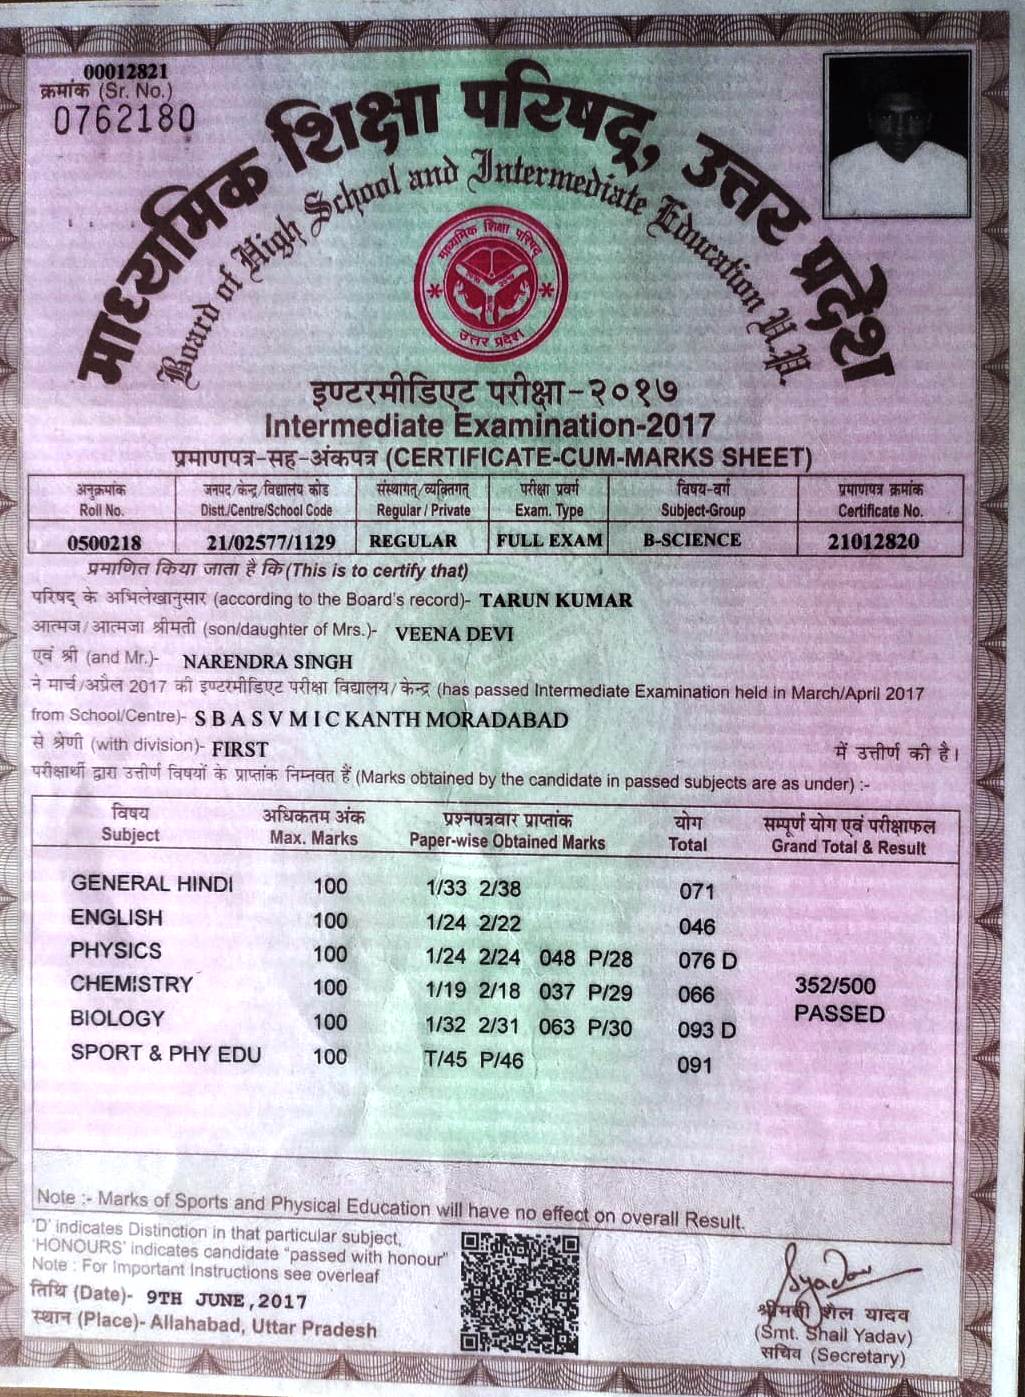 00012821
क्रमांक (Sr. No.)
0762180
माध्यमिक शिक्षा परिषद्, उत्तर प्रदेश
Board of High School and Intermediate Education U.P.
माध्यमिक शिक्षा परिषद्
उत्तर प्रदेश
इण्टरमीडिएट परीक्षा-२०१७
Intermediate Examination-2017
प्रमाणपत्र-सह-अंकपत्र (CERTIFICATE-CUM-MARKS SHEET)
अनुक्रमांक जनपद/केन्द्र/विद्यालय कोड संस्थागत्/व्यक्तिगत् परीक्षा प्रवर्ग विषय-वर्ग प्रमाणपत्र क्रमांक
Roll No. Distt./Centre/School Code Regular / Private Exam. Type Subject-Group Certificate No.
0500218 21/02577/1129 REGULAR FULL EXAM B-SCIENCE 21012820
प्रमाणित किया जाता है कि (This is to certify that)
परिषद् के अभिलेखानुसार (according to the Board's record)- TARUN KUMAR
आत्मज/आत्मजा श्रीमती (son/daughter of Mrs.)- VEENA DEVI
एवं श्री (and Mr.)- NARENDRA SINGH
ने मार्च/अप्रैल 2017 की इण्टरमीडिएट परीक्षा विद्यालय/केन्द्र (has passed Intermediate Examination held in March/April 2017
from School/Centre)- S B A S V M I C KANTH MORADABAD
से श्रेणी (with division)- FIRST में उत्तीर्ण की है।
परीक्षार्थी द्वारा उत्तीर्ण विषयों के प्राप्तांक निम्नवत हैं (Marks obtained by the candidate in passed subjects are as under) :-
विषय अधिकतम अंक प्रश्नपत्रवार प्राप्तांक योग सम्पूर्ण योग एवं परीक्षाफल
Subject Max. Marks Paper-wise Obtained Marks Total Grand Total & Result
GENERAL HINDI 100 1/33 2/38 071
ENGLISH 100 1/24 2/22 046
PHYSICS 100 1/24 2/24 048 P/28 076 D
CHEMISTRY 100 1/19 2/18 037 P/29 066 352/500
BIOLOGY 100 1/32 2/31 063 P/30 093 D PASSED
SPORT & PHY EDU 100 T/45 P/46 091
Note :- Marks of Sports and Physical Education will have no effect on overall Result.
'D' indicates Distinction in that particular subject,
'HONOURS' indicates candidate "passed with honour"
Note : For Important Instructions see overleaf
तिथि (Date)- 9TH JUNE, 2017
स्थान (Place)- Allahabad, Uttar Pradesh
श्रीमती शैल यादव
(Smt. Shail Yadav)
सचिव (Secretary)